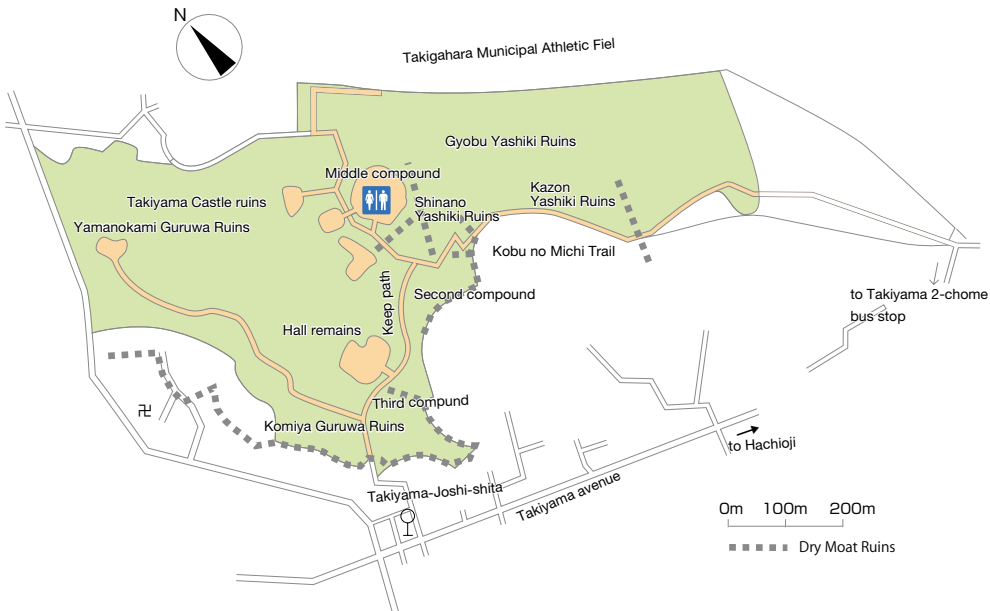 N
Takigahara Municipal Athletic Fiel
Gyobu Yashiki Ruins
Middle compound
Kazon
Yashiki Ruins
Takiyama Castle ruins
Shinano
Yashiki Ruins
Yamanokami Guruwa Ruins
Kobu no Michi Trail
Second compound
to Takiyama 2-chome
bus stop
Keep path
Hall remains
Third compund
卍
Komiya Guruwa Ruins
to Hachioji
Takiyama-Joshi-shita
Takiyama avenue
0m 100m 200m
Dry Moat Ruins